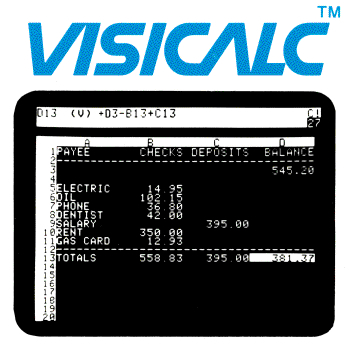 TM
VISICALC
D13 (V) +D3-B13+C13 C!
27
A B C D
1 PAYEE CHECKS DEPOSITS BALANCE
2 --------------------------------
3 545.20
4
5 ELECTRIC 14.95
6 OIL 102.15
7 PHONE 36.80
8 DENTIST 42.00
9 SALARY 395.00
10 RENT 350.00
11 GAS CARD 12.93
12 --------------------------------
13 TOTALS 558.83 395.00 381.37
14
15
16
17
18
19
20